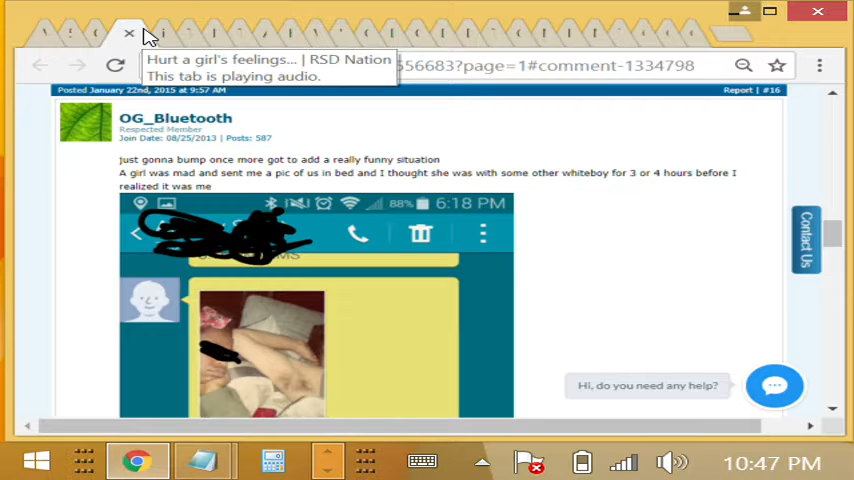 Hurt a girl's feelings... | RSD Nation
This tab is playing audio.
556683?page=1#comment-1334798
Posted January 22nd, 2015 at 9:57 AM
Report | #16
OG_Bluetooth
Respected Member
Join Date: 08/25/2013 | Posts: 587
just gonna bump once more got to add a really funny situation
A girl was mad and sent me a pic of us in bed and I thought she was with some other whiteboy for 3 or 4 hours before I
realized it was me
88% 6:18 PM
Contact Us
Hi, do you need any help?
10:47 PM